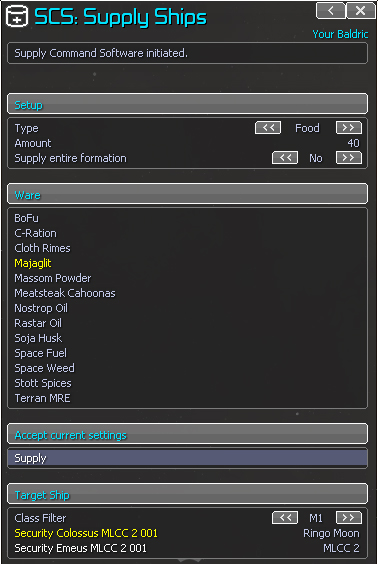 SCS: Supply Ships
Your Baldric
Supply Command Software initiated.
Setup
Type << Food >>
Amount 40
Supply entire formation << No >>
Ware
BoFu
C-Ration
Cloth Rimes
Majaglit
Massom Powder
Meatsteak Cahoonas
Nostrop Oil
Rastar Oil
Soja Husk
Space Fuel
Space Weed
Stott Spices
Terran MRE
Accept current settings
Supply
Target Ship
Class Filter << M1 >>
Security Colossus MLCC 2 001 Ringo Moon
Security Emeus MLCC 2 001 MLCC 2